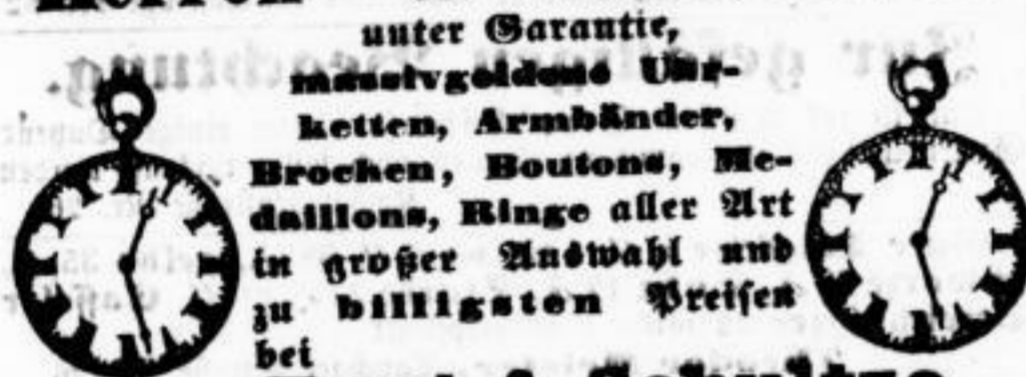 unter Garantie,
massivgoldene Uhr-
ketten, Armbänder,
Brochen, Boutons, Me-
daillons, Ringe aller Art
in großer Auswahl und
zu billigsten Preisen
bei